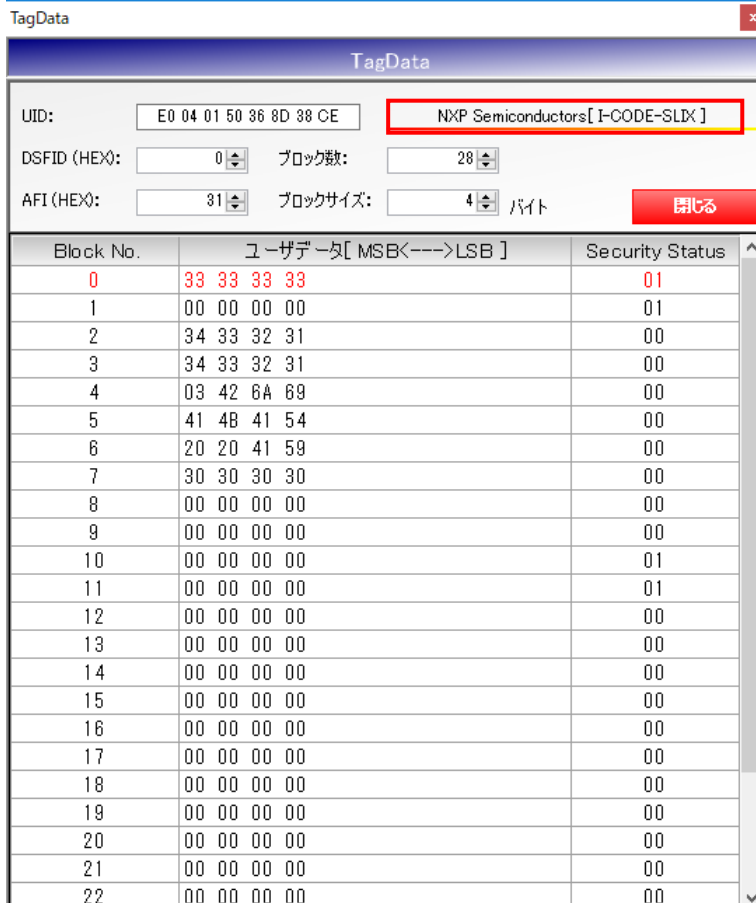 TagData
TagData
UID: E0 04 01 50 36 8D 38 CE NXP Semiconductors[ I-CODE-SLIX ]
DSFID (HEX): 0 ブロック数: 28
AFI (HEX): 31 ブロックサイズ: 4 バイト 閉じる
Block No. ユーザデータ[ MSB<--->LSB ] Security Status
0 33 33 33 33 01
1 00 00 00 00 01
2 34 33 32 31 00
3 34 33 32 31 00
4 03 42 6A 69 00
5 41 4B 41 54 00
6 20 20 41 59 00
7 30 30 30 30 00
8 00 00 00 00 00
9 00 00 00 00 00
10 00 00 00 00 01
11 00 00 00 00 01
12 00 00 00 00 00
13 00 00 00 00 00
14 00 00 00 00 00
15 00 00 00 00 00
16 00 00 00 00 00
17 00 00 00 00 00
18 00 00 00 00 00
19 00 00 00 00 00
20 00 00 00 00 00
21 00 00 00 00 00
22 00 00 00 00 00